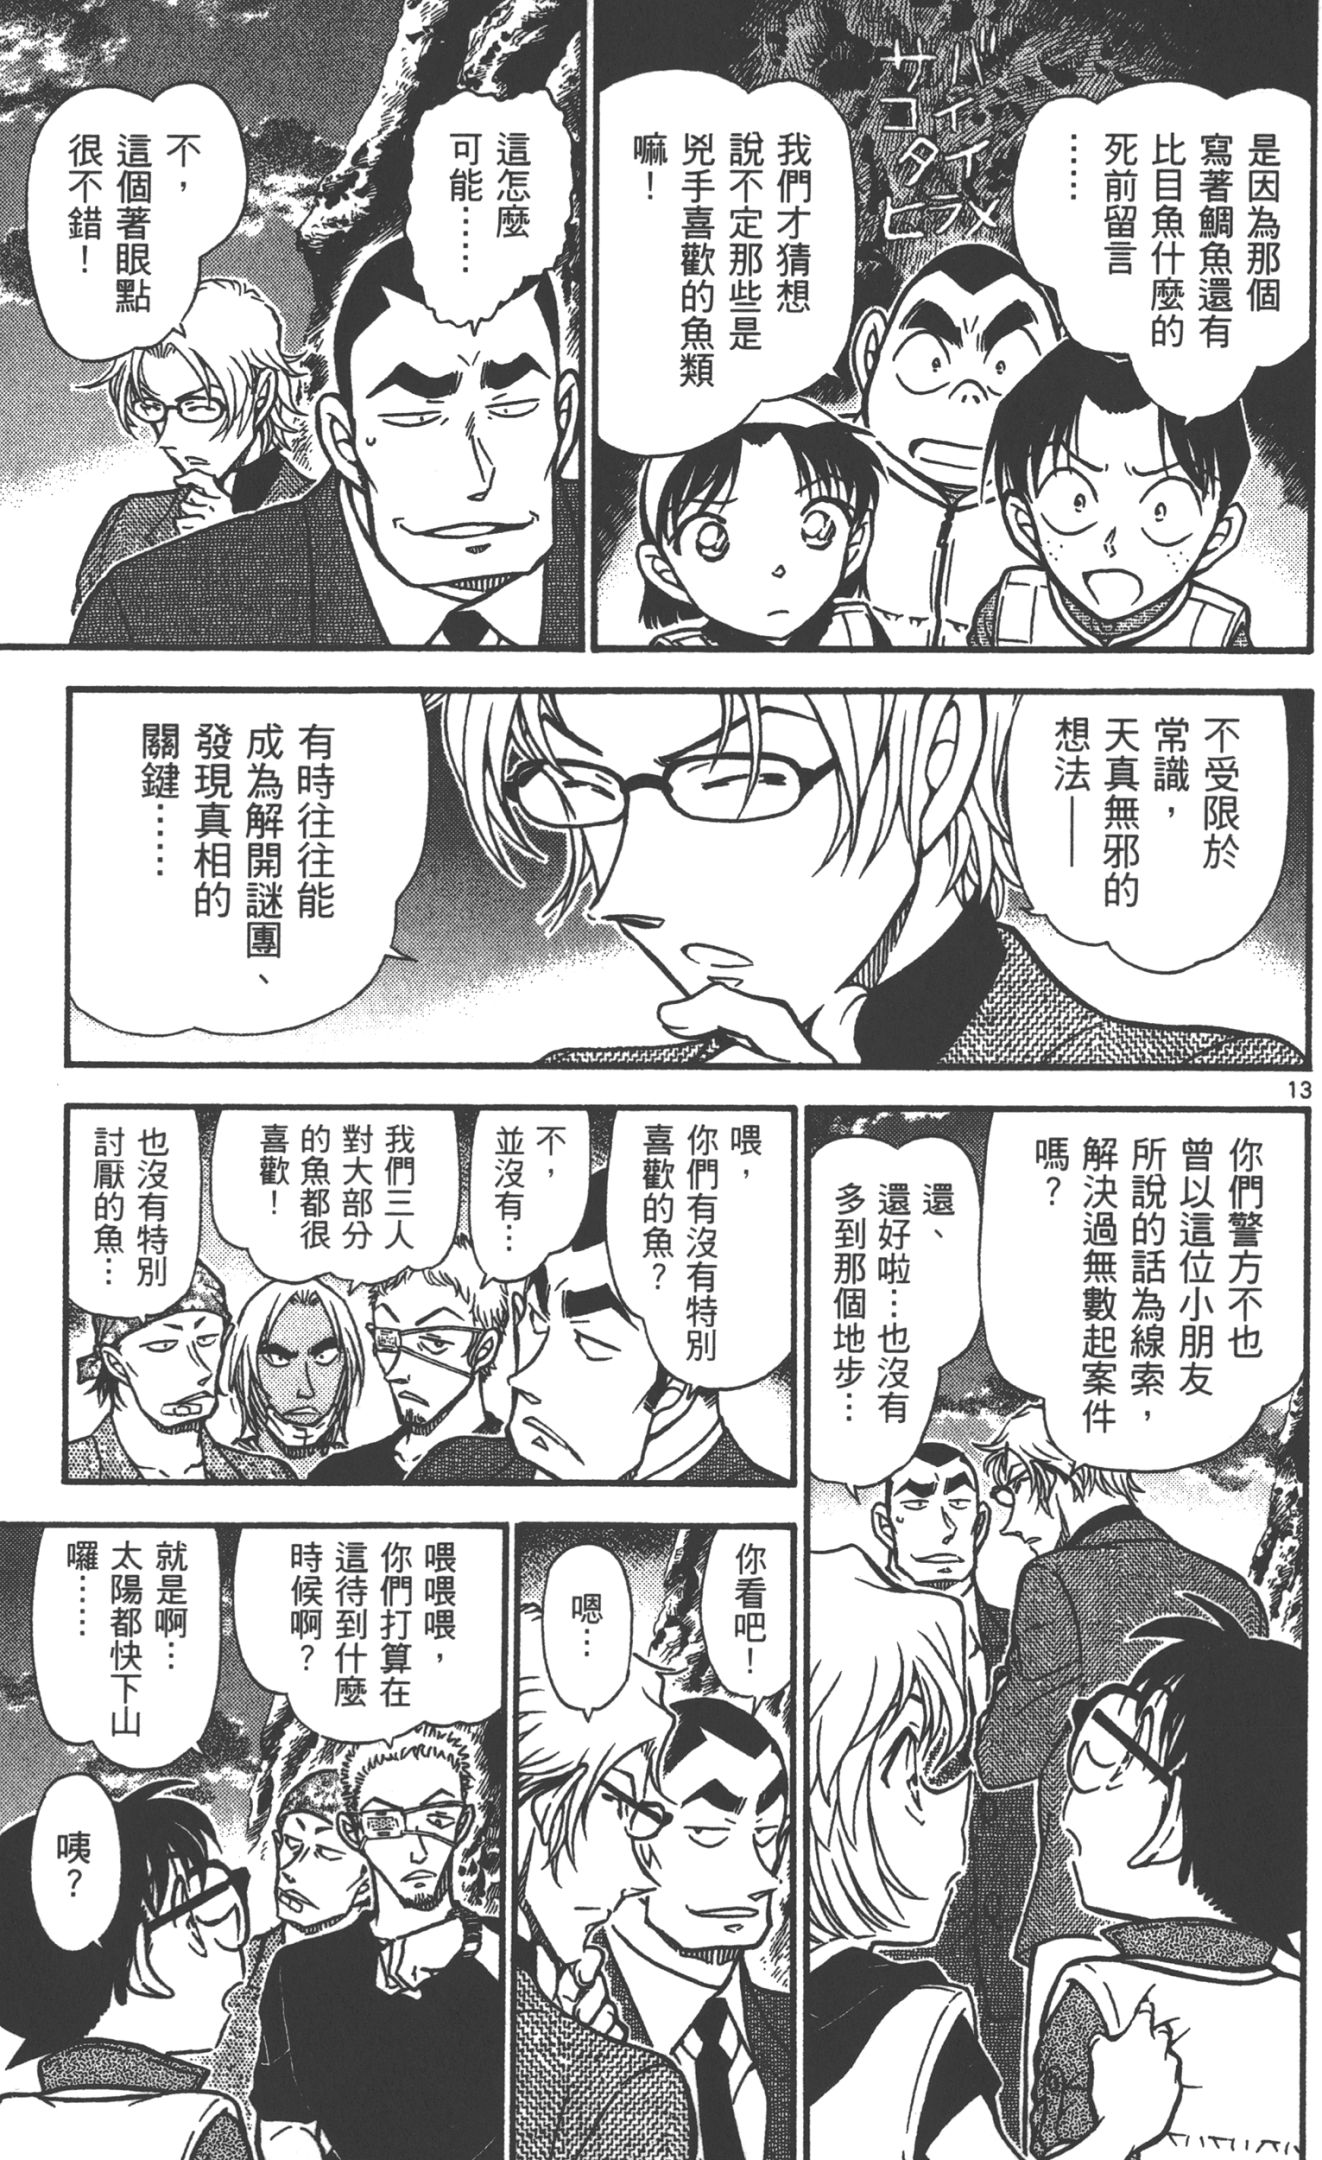 是因為那個
寫著鯛魚還有
比目魚什麼的
死前留言
……
サバ
コイ
タイ
ヒラメ
我們才猜想
說不定那些是
兇手喜歡的魚類
嘛！
這怎麼
可能……
不，
這個著眼點
很不錯！
不受限於
常識，
天真無邪的
想法——
有時往往能
成為解開謎團、
發現真相的
關鍵……
13
你們警方不也
曾以這位小朋友
所說的話為線索，
解決過無數起案件
嗎？
還、
還好啦…也沒有
多到那個地步…
喂，
你們有沒有特別
喜歡的魚？
不，
並沒有…
我們三人
對大部分
的魚都很
喜歡！
也沒有特別
討厭的魚…
你看吧！
嗯…
喂喂喂，
你們打算在
這待到什麼
時候啊？
就是啊…
太陽都快下山
囉……
咦？